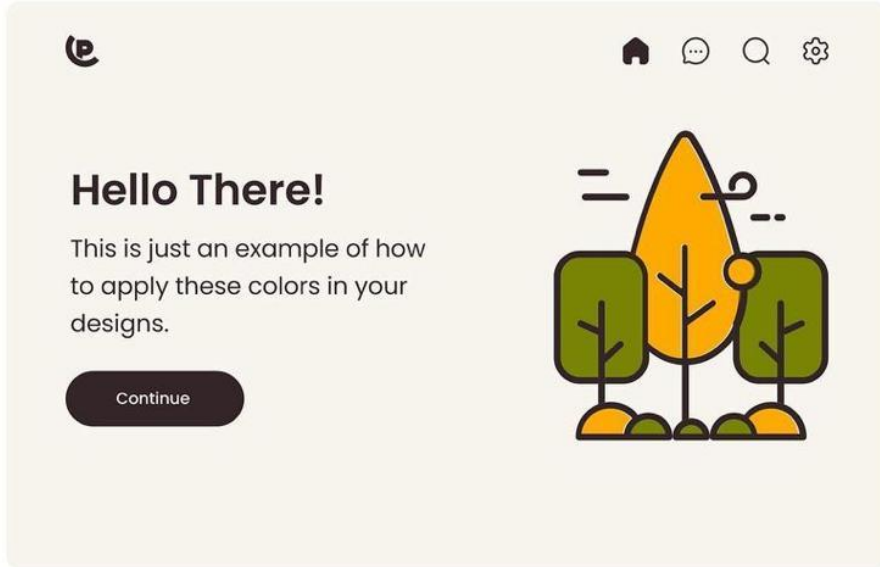 Hello There!
This is just an example of how
to apply these colors in your
designs.
Continue